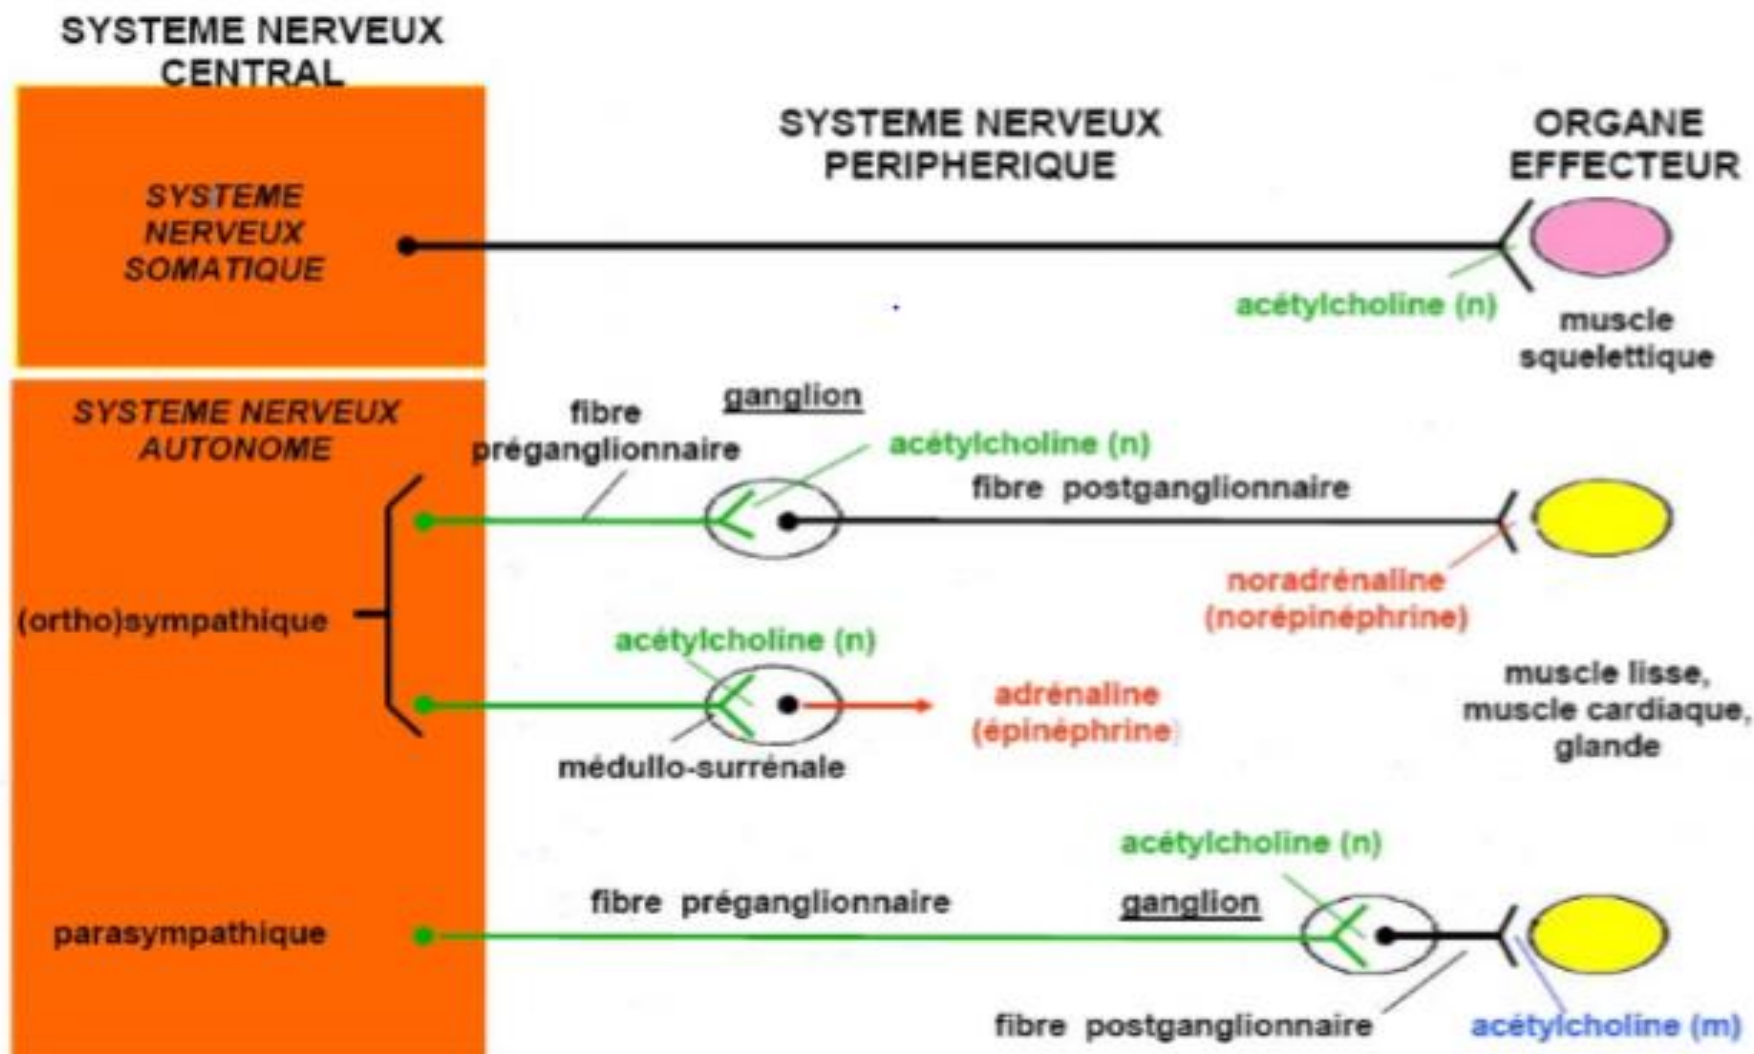 SYSTEME NERVEUX
CENTRAL
SYSTEME NERVEUX
PERIPHERIQUE
ORGANE
EFFECTEUR
SYSTEME
NERVEUX
SOMATIQUE
acétylcholine (n)
muscle
squelettique
SYSTEME NERVEUX
AUTONOME
fibre
préganglionnaire
ganglion
acétylcholine (n)
fibre postganglionnaire
noradrénaline
(norépinéphrine)
(ortho)sympathique
acétylcholine (n)
médullo-surrénale
adrénaline
(épinéphrine)
muscle lisse,
muscle cardiaque,
glande
parasympathique
fibre préganglionnaire
acétylcholine (n)
ganglion
fibre postganglionnaire
acétylcholine (m)